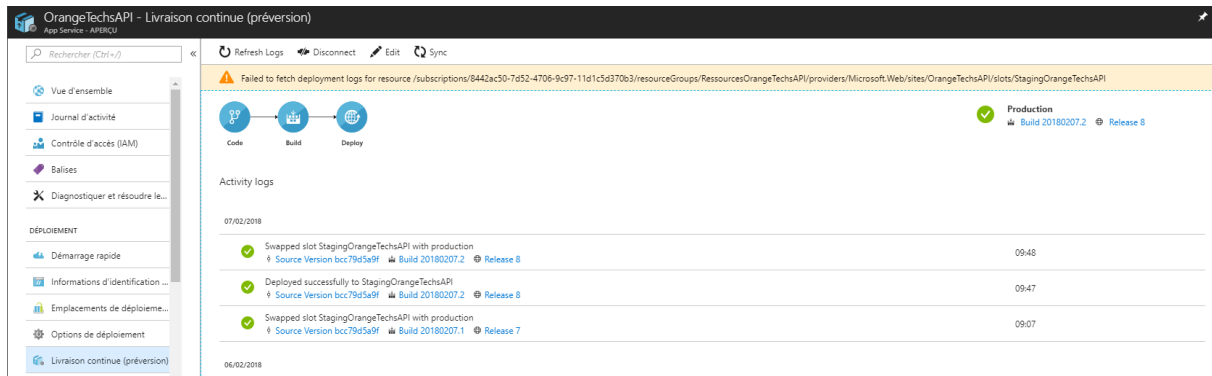 OrangeTechsAPI - Livraison continue (préversion)
App Service - APERÇU
Rechercher (Ctrl+/)
«
Refresh Logs Disconnect Edit Sync
Failed to fetch deployment logs for resource /subscriptions/8442ac50-7d52-4706-9c97-11d1c5d370b3/resourceGroups/RessourcesOrangeTechsAPI/providers/Microsoft.Web/sites/OrangeTechsAPI/slots/StagingOrangeTechsAPI
Vue d'ensemble
Journal d'activité
Contrôle d'accès (IAM)
Balises
Diagnostiquer et résoudre le...
DÉPLOIEMENT
Démarrage rapide
Informations d'identification ...
Emplacements de déploieme...
Options de déploiement
Livraison continue (préversion)
Code Build Deploy
Production
Build 20180207.2 Release 8
Activity logs
07/02/2018
Swapped slot StagingOrangeTechsAPI with production
Source Version bcc79d5a9f Build 20180207.2 Release 8
09:48
Deployed successfully to StagingOrangeTechsAPI
Source Version bcc79d5a9f Build 20180207.2 Release 8
09:47
Swapped slot StagingOrangeTechsAPI with production
Source Version bcc79d5a9f Build 20180207.1 Release 7
09:07
06/02/2018